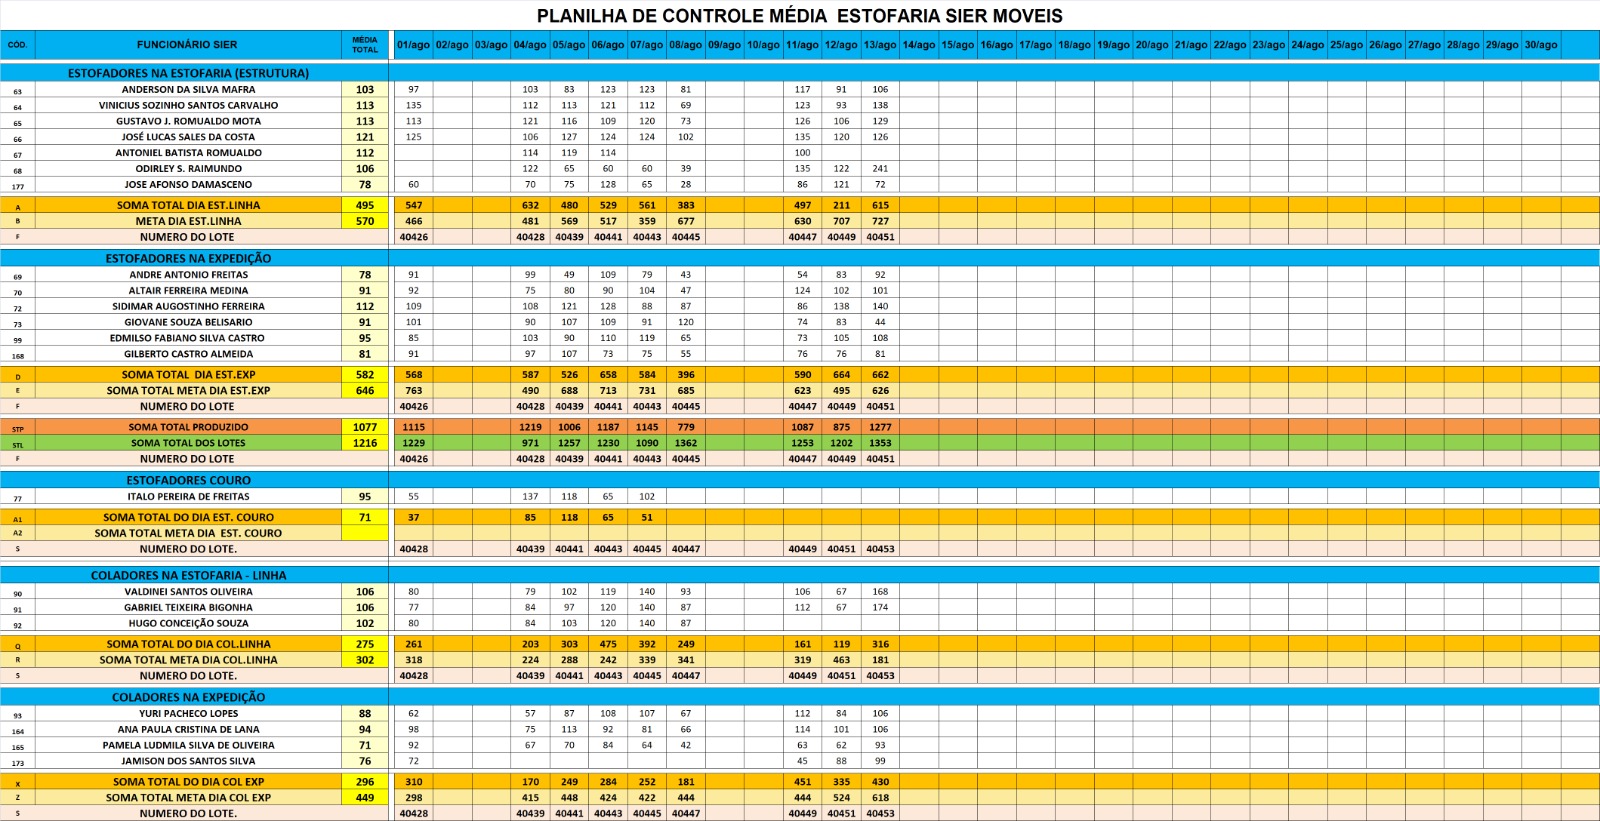 PLANILHA DE CONTROLE MÉDIA ESTOFARIA SIER MOVEIS
CÓD. FUNCIONÁRIO SIER MÉDIA TOTAL 01/ago 02/ago 03/ago 04/ago 05/ago 06/ago 07/ago 08/ago 09/ago 10/ago 11/ago 12/ago 13/ago 14/ago 15/ago 16/ago 17/ago 18/ago 19/ago 20/ago 21/ago 22/ago 23/ago 24/ago 25/ago 26/ago 27/ago 28/ago 29/ago 30/ago
ESTOFADORES NA ESTOFARIA (ESTRUTURA)
63 ANDERSON DA SILVA MAFRA 103 97 103 83 123 123 81 117 91 106
64 VINICIUS SOZINHO SANTOS CARVALHO 113 135 112 113 121 112 69 123 93 138
65 GUSTAVO J. ROMUALDO MOTA 113 113 121 116 109 120 73 126 106 129
66 JOSÉ LUCAS SALES DA COSTA 121 125 106 127 124 124 102 135 120 126
67 ANTONIEL BATISTA ROMUALDO 112 114 119 114 100
68 ODIRLEY S. RAIMUNDO 106 122 65 60 60 39 135 122 241
177 JOSE AFONSO DAMASCENO 78 60 70 75 128 65 28 86 121 72
A SOMA TOTAL DIA EST.LINHA 495 547 632 480 529 561 383 497 211 615
B META DIA EST.LINHA 570 466 481 569 517 359 677 630 707 727
F NUMERO DO LOTE 40426 40428 40439 40441 40443 40445 40447 40449 40451
ESTOFADORES NA EXPEDIÇÃO
69 ANDRE ANTONIO FREITAS 78 91 99 49 109 79 43 54 83 92
70 ALTAIR FERREIRA MEDINA 91 92 75 80 90 104 47 124 102 101
72 SIDIMAR AUGOSTINHO FERREIRA 112 109 108 121 128 88 87 86 138 140
73 GIOVANE SOUZA BELISARIO 91 101 90 107 109 91 120 74 83 44
99 EDMILSO FABIANO SILVA CASTRO 95 85 103 90 110 119 65 73 105 108
168 GILBERTO CASTRO ALMEIDA 81 91 97 107 73 75 55 76 76 81
D SOMA TOTAL DIA EST.EXP 582 568 587 526 658 584 396 590 664 662
E SOMA TOTAL META DIA EST.EXP 646 763 490 688 713 731 685 623 495 626
F NUMERO DO LOTE 40426 40428 40439 40441 40443 40445 40447 40449 40451
STP SOMA TOTAL PRODUZIDO 1077 1115 1219 1006 1187 1145 779 1087 875 1277
STL SOMA TOTAL DOS LOTES 1216 1229 971 1257 1230 1090 1362 1253 1202 1353
F NUMERO DO LOTE 40426 40428 40439 40441 40443 40445 40447 40449 40451
ESTOFADORES COURO
77 ITALO PEREIRA DE FREITAS 95 55 137 118 65 102
A1 SOMA TOTAL DO DIA EST. COURO 71 37 85 118 65 51
A2 SOMA TOTAL META DIA EST. COURO
S NUMERO DO LOTE. 40428 40439 40441 40443 40445 40447 40449 40451 40453
COLADORES NA ESTOFARIA - LINHA
90 VALDINEI SANTOS OLIVEIRA 106 80 79 102 119 140 93 106 67 168
91 GABRIEL TEIXEIRA BIGONHA 106 77 84 97 120 140 87 112 67 174
92 HUGO CONCEIÇÃO SOUZA 102 80 84 103 120 140 87
Q SOMA TOTAL DO DIA COL.LINHA 275 261 203 303 475 392 249 161 119 316
R SOMA TOTAL META DIA COL.LINHA 302 318 224 288 242 339 341 319 463 181
S NUMERO DO LOTE. 40428 40439 40441 40443 40445 40447 40449 40451 40453
COLADORES NA EXPEDIÇÃO
93 YURI PACHECO LOPES 88 62 57 87 108 107 67 112 84 106
164 ANA PAULA CRISTINA DE LANA 94 98 75 113 92 81 66 114 101 106
165 PAMELA LUDMILA SILVA DE OLIVEIRA 71 92 67 70 84 64 42 63 62 93
173 JAMISON DOS SANTOS SILVA 76 72 45 88 99
X SOMA TOTAL DO DIA COL EXP 296 310 170 249 284 252 181 451 335 430
Z SOMA TOTAL META DIA COL EXP 449 298 415 448 424 422 444 444 524 618
S NUMERO DO LOTE. 40428 40439 40441 40443 40445 40447 40449 40451 40453